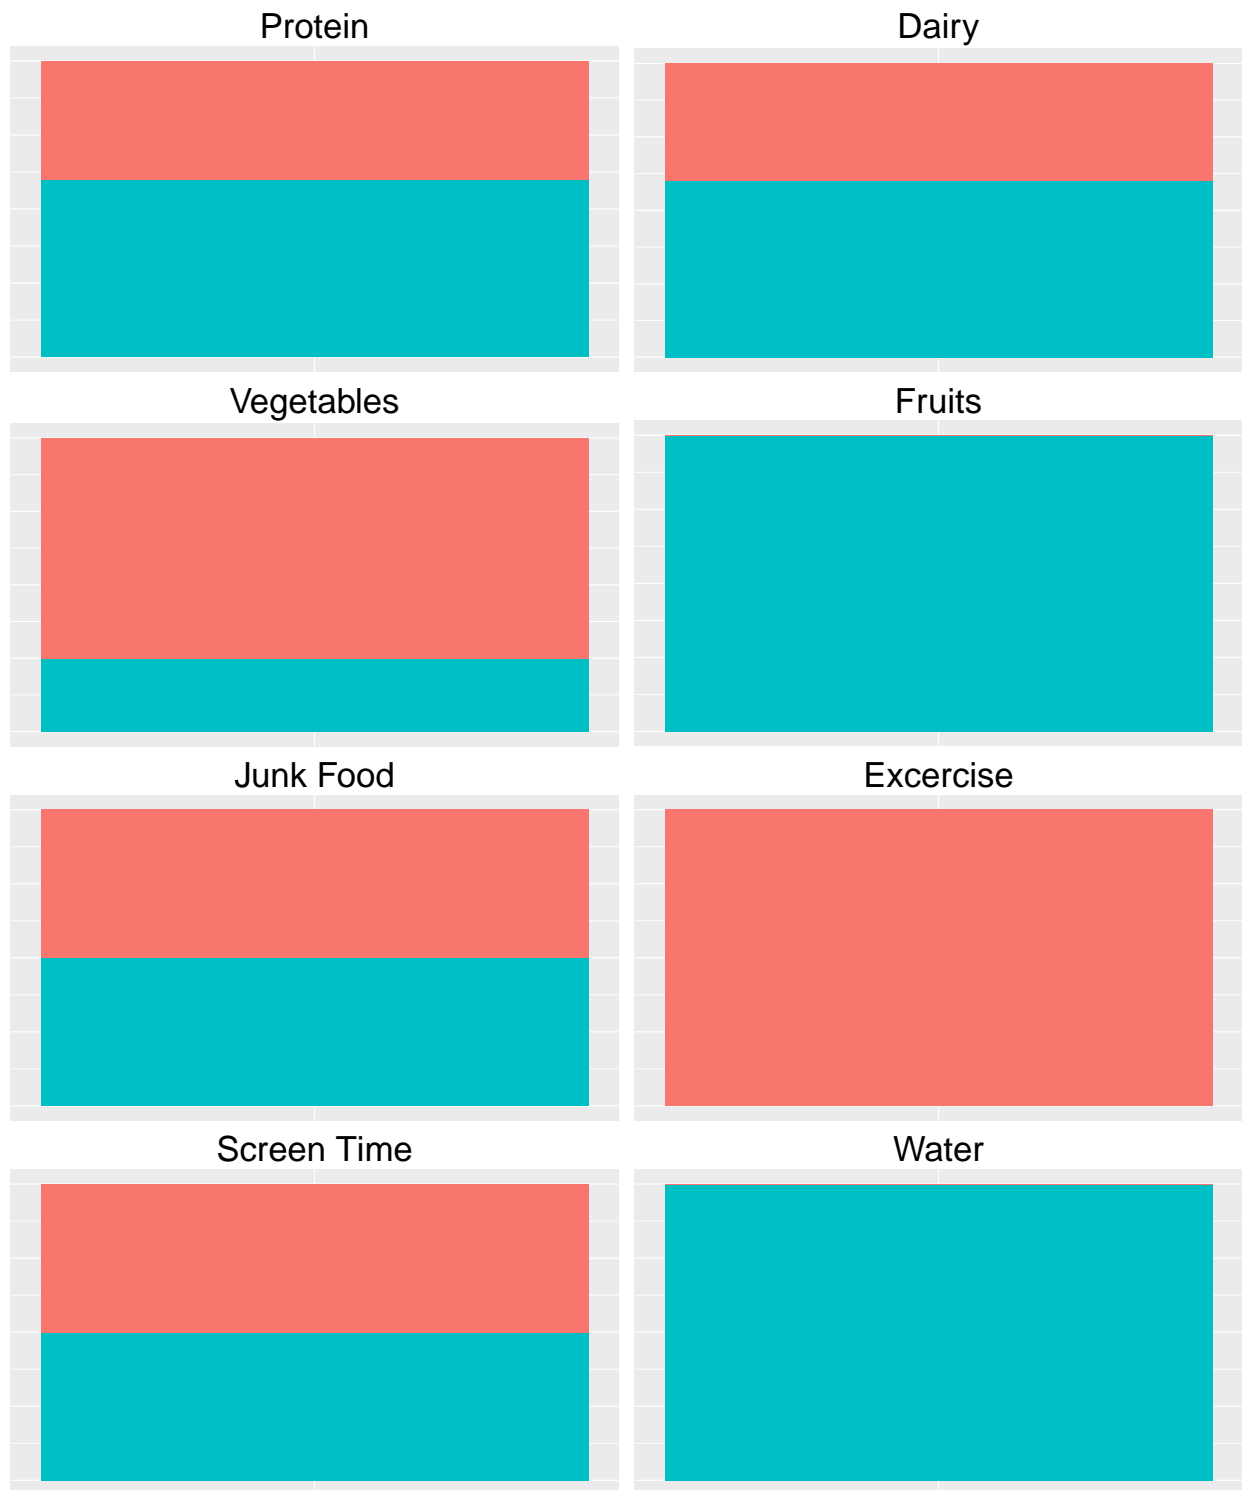 Protein
Dairy
Vegetables
Fruits
Junk Food
Excercise
Screen Time
Water